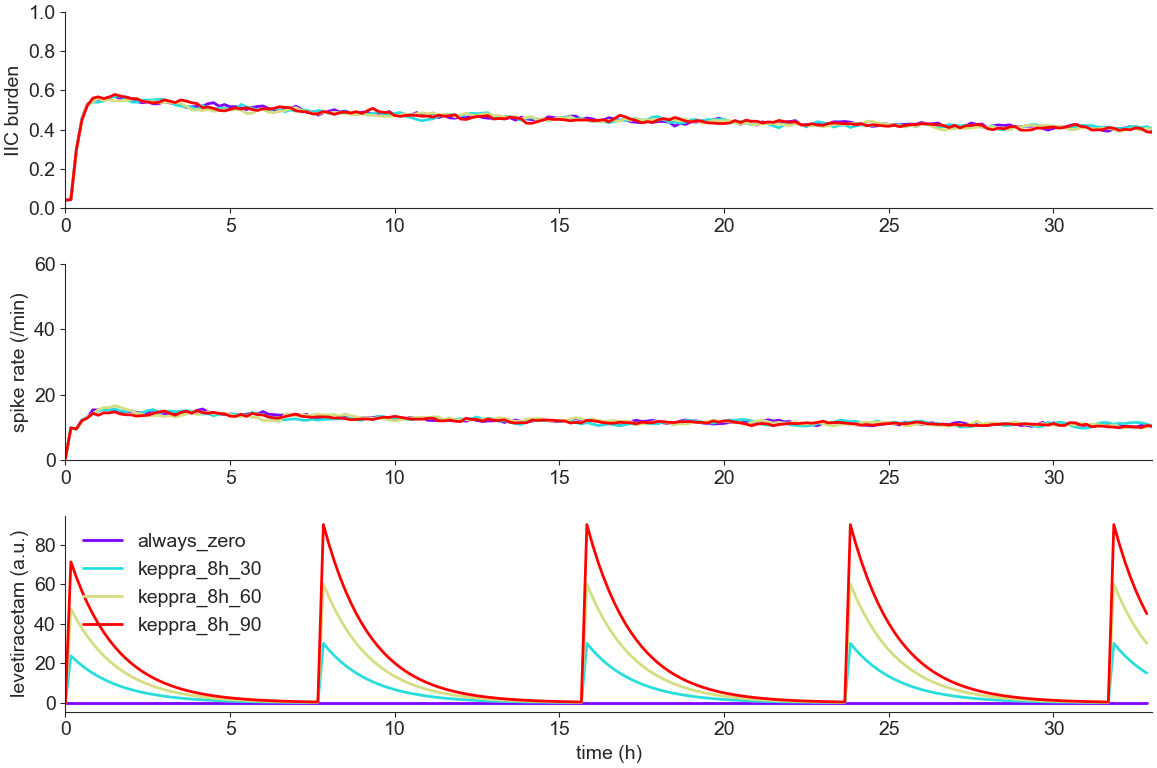 IIC burden
1.0
0.8
0.6
0.4
0.2
0.0
0 5 10 15 20 25 30
spike rate (/min)
60
40
20
0
0 5 10 15 20 25 30
levetiracetam (a.u.)
80
60
40
20
0
always_zero
keppra_8h_30
keppra_8h_60
keppra_8h_90
0 5 10 15 20 25 30
time (h)